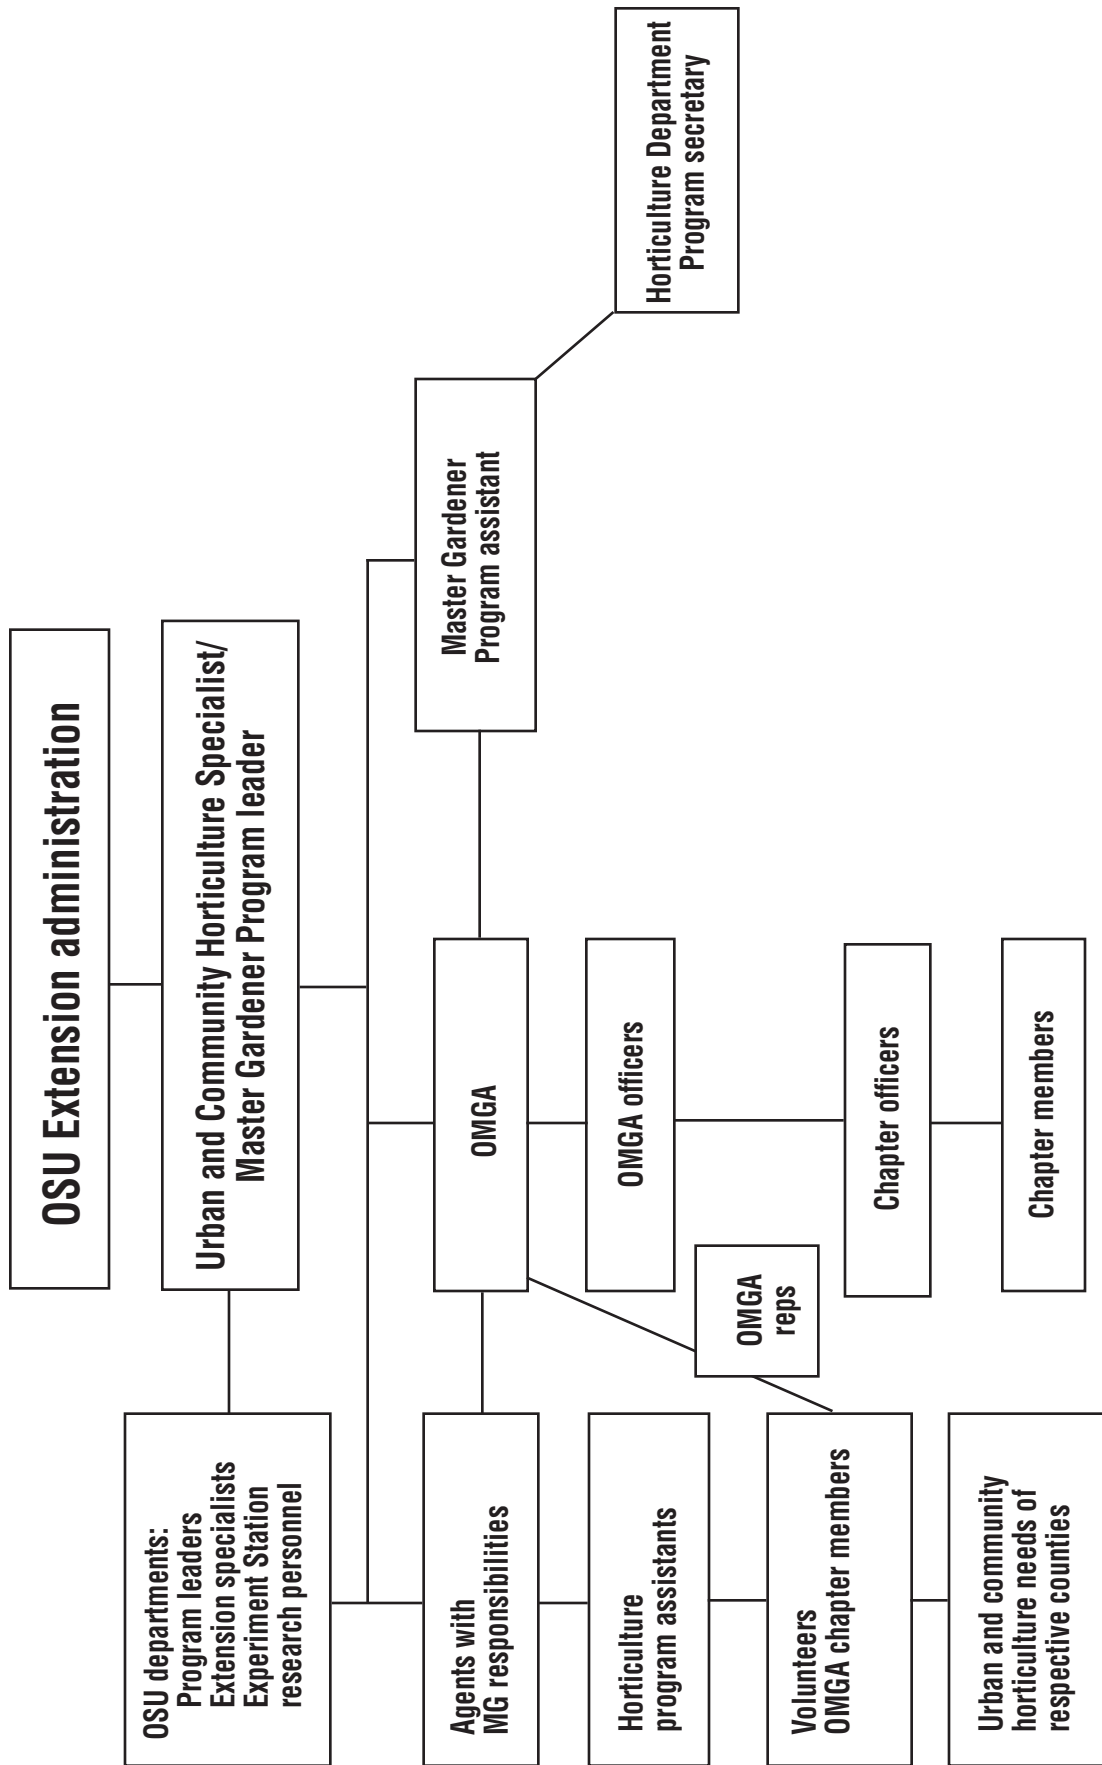 OSU Extension administration
Urban and Community Horticulture Specialist/
Master Gardener Program leader
OSU departments:
Program leaders
Extension specialists
Experiment Station
research personnel
Agents with
MG responsibilities
OMGA
Master Gardener
Program assistant
Horticulture Department
Program secretary
Horticulture
program assistants
OMGA officers
OMGA
reps
Volunteers
OMGA chapter members
Chapter officers
Urban and community
horticulture needs of
respective counties
Chapter members